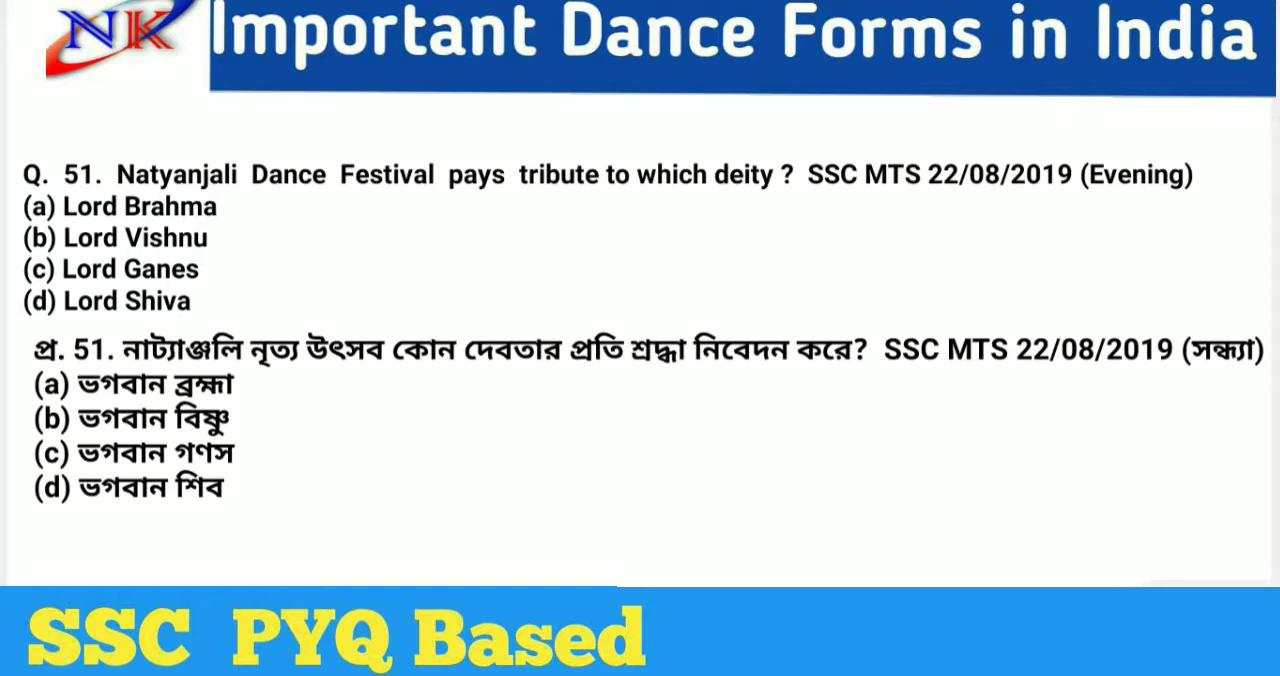 NK Important Dance Forms in India
Q. 51. Natyanjali Dance Festival pays tribute to which deity ? SSC MTS 22/08/2019 (Evening)
(a) Lord Brahma
(b) Lord Vishnu
(c) Lord Ganes
(d) Lord Shiva
প্র. 51. নাট্যাঞ্জলি নৃত্য উৎসব কোন দেবতার প্রতি শ্রদ্ধা নিবেদন করে? SSC MTS 22/08/2019 (সন্ধ্যা)
(a) ভগবান ব্রহ্মা
(b) ভগবান বিষ্ণু
(c) ভগবান গণস
(d) ভগবান শিব
SSC PYQ Based